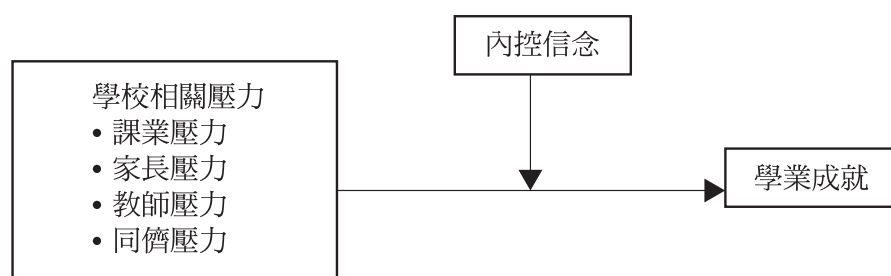 內控信念
學校相關壓力
• 課業壓力
• 家長壓力
• 教師壓力
• 同儕壓力
學業成就